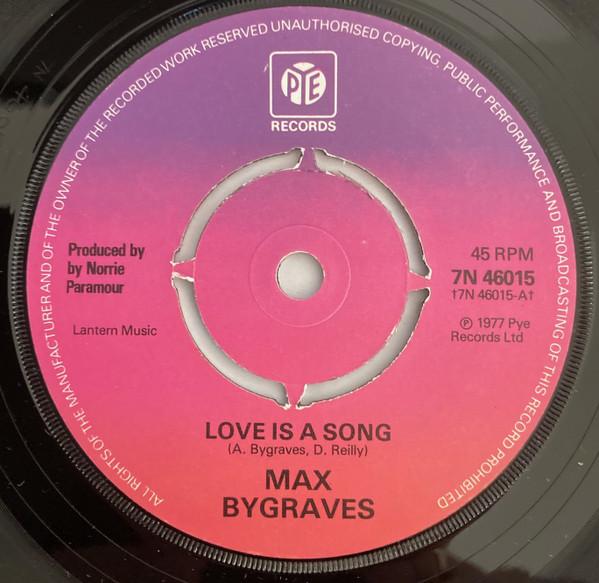 ALL RIGHTS OF THE MANUFACTURER AND OF THE OWNER OF THE RECORDED WORK RESERVED UNAUTHORISED COPYING, PUBLIC PERFORMANCE AND BROADCASTING OF THIS RECORD PROHIBITED
PYE
RECORDS
Produced by
by Norrie
Paramour
Lantern Music
45 RPM
7N 46015
†7N 46015-A†
℗ 1977 Pye
Records Ltd
LOVE IS A SONG
(A. Bygraves, D. Reilly)
MAX
BYGRAVES